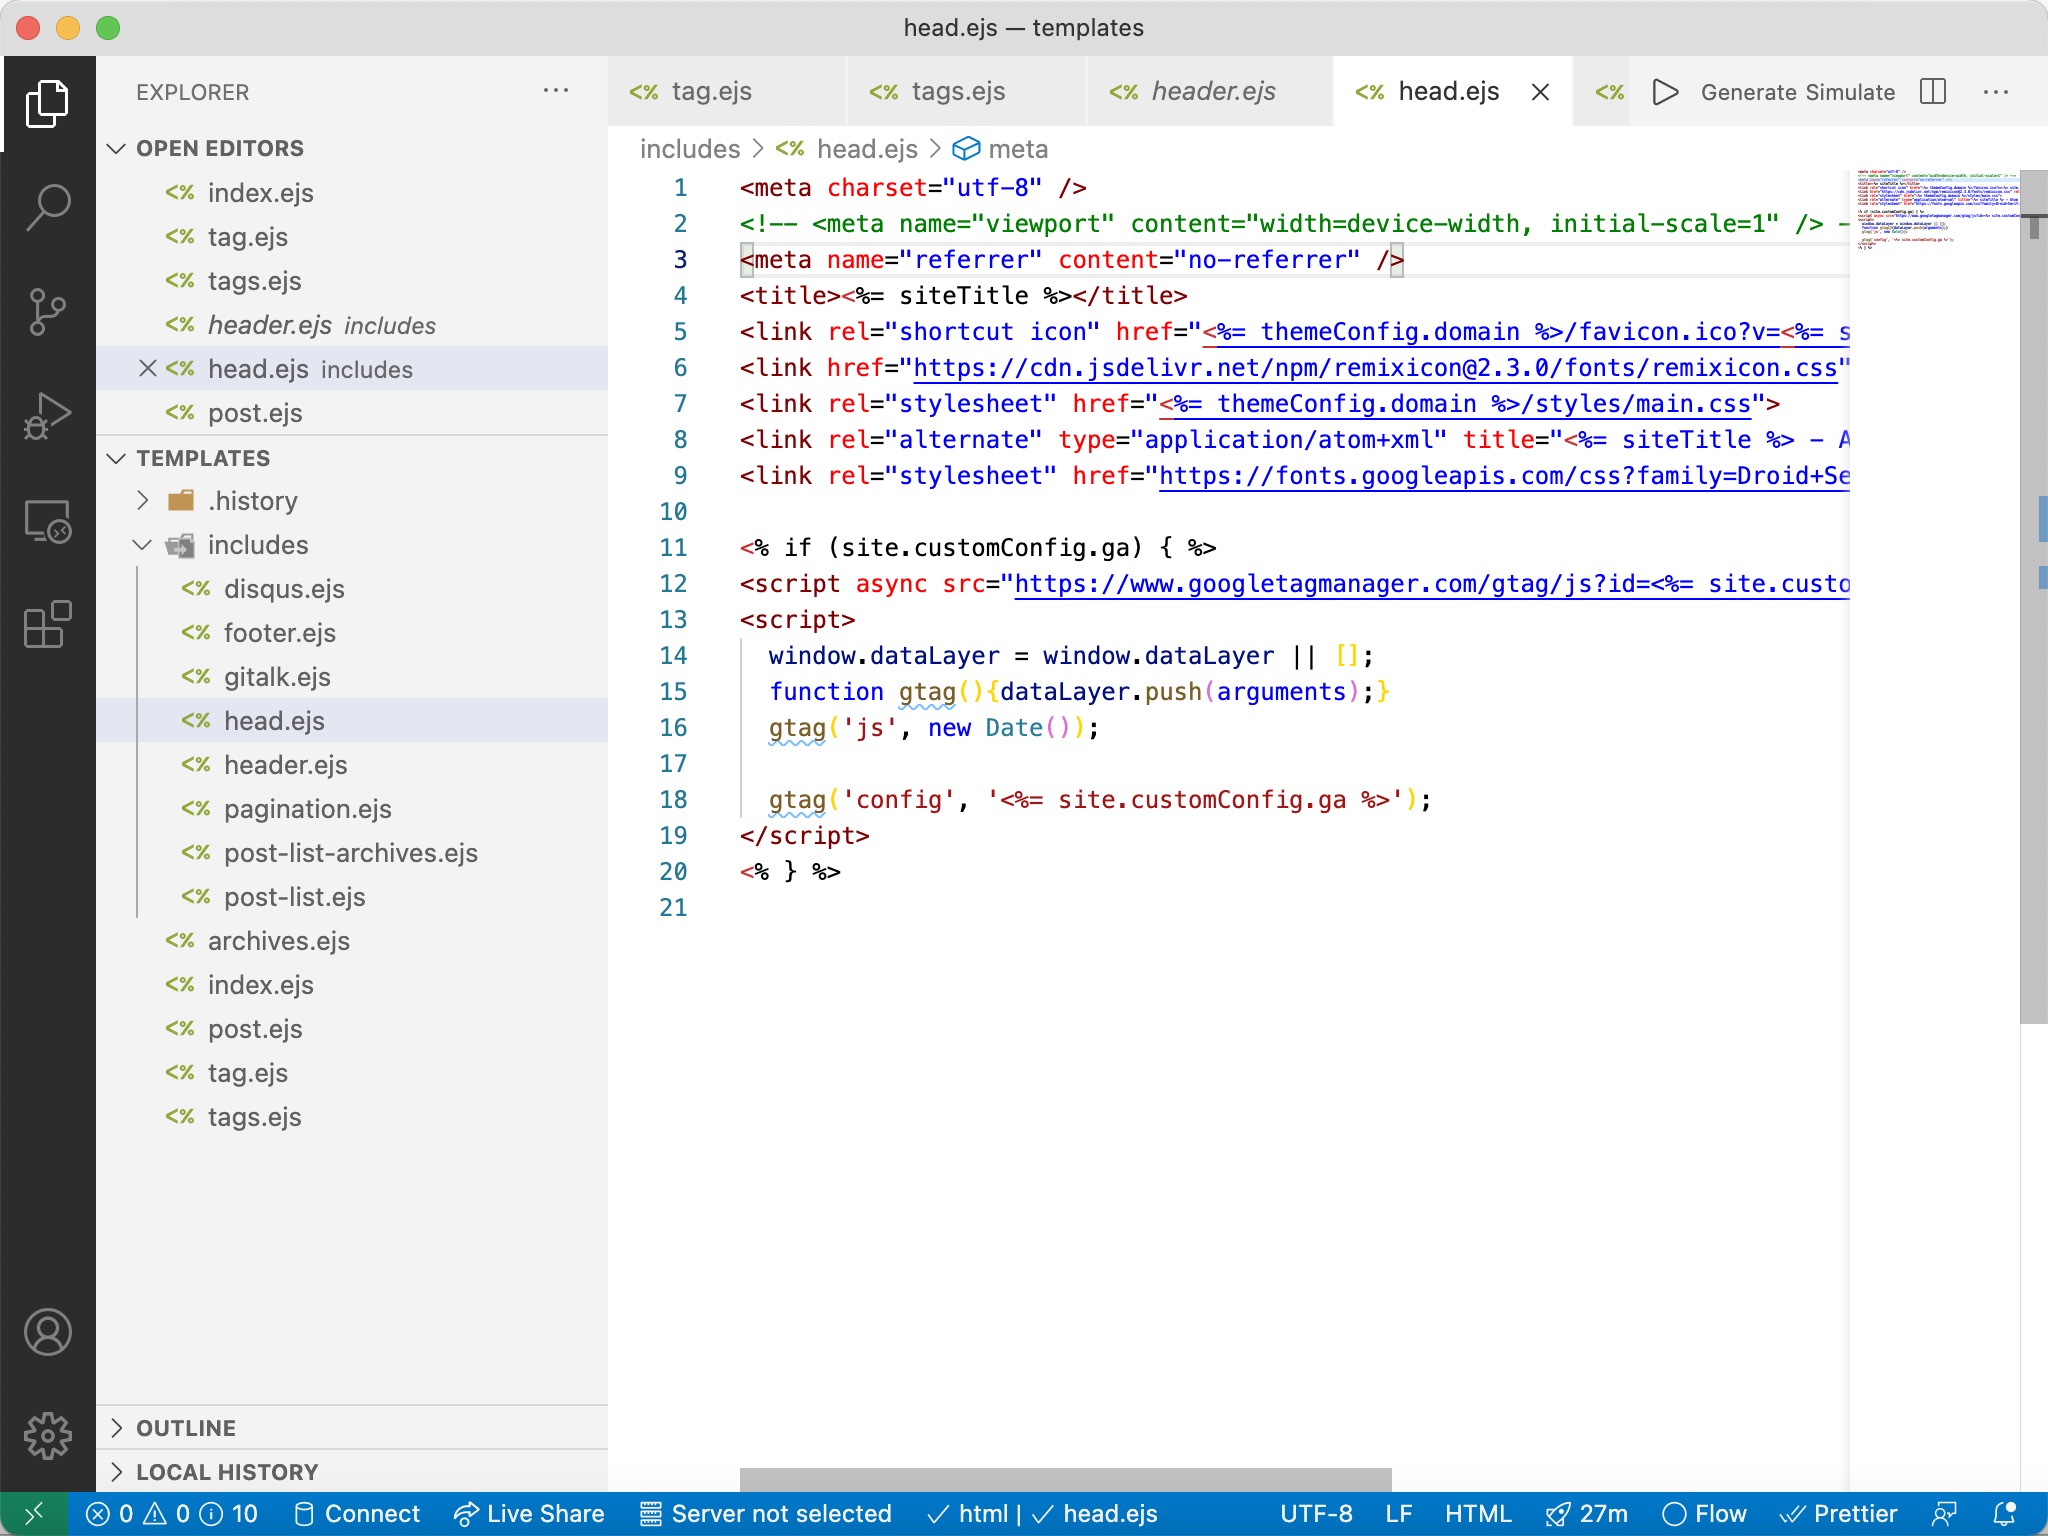 head.ejs — templates
EXPLORER
OPEN EDITORS
index.ejs
tag.ejs
tags.ejs
header.ejs includes
head.ejs includes
post.ejs
TEMPLATES
.history
includes
disqus.ejs
footer.ejs
gitalk.ejs
head.ejs
header.ejs
pagination.ejs
post-list-archives.ejs
post-list.ejs
archives.ejs
index.ejs
post.ejs
tag.ejs
tags.ejs
OUTLINE
LOCAL HISTORY
<% tag.ejs <% tags.ejs <% header.ejs <% head.ejs <% Generate Simulate
includes > <% head.ejs > meta
1 <meta charset="utf-8" />
2 <!-- <meta name="viewport" content="width=device-width, initial-scale=1" /> -
3 <meta name="referrer" content="no-referrer" />
4 <title><%= siteTitle %></title>
5 <link rel="shortcut icon" href="<%= themeConfig.domain %>/favicon.ico?v=<%= s
6 <link href="https://cdn.jsdelivr.net/npm/remixicon@2.3.0/fonts/remixicon.css"
7 <link rel="stylesheet" href="<%= themeConfig.domain %>/styles/main.css">
8 <link rel="alternate" type="application/atom+xml" title="<%= siteTitle %> - A
9 <link rel="stylesheet" href="https://fonts.googleapis.com/css?family=Droid+Se
10
11 <% if (site.customConfig.ga) { %>
12 <script async src="https://www.googletagmanager.com/gtag/js?id=<%= site.custo
13 <script>
14 window.dataLayer = window.dataLayer || [];
15 function gtag(){dataLayer.push(arguments);}
16 gtag('js', new Date());
17
18 gtag('config', '<%= site.customConfig.ga %>');
19 </script>
20 <% } %>
21
0 0 10 Connect Live Share Server not selected html | head.ejs UTF-8 LF HTML 27m Flow Prettier